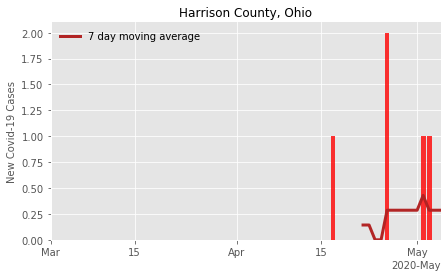 Harrison County, Ohio
7 day moving average
New Covid-19 Cases
2.00
1.75
1.50
1.25
1.00
0.75
0.50
0.25
0.00
Mar
15
Apr
15
May
2020-May